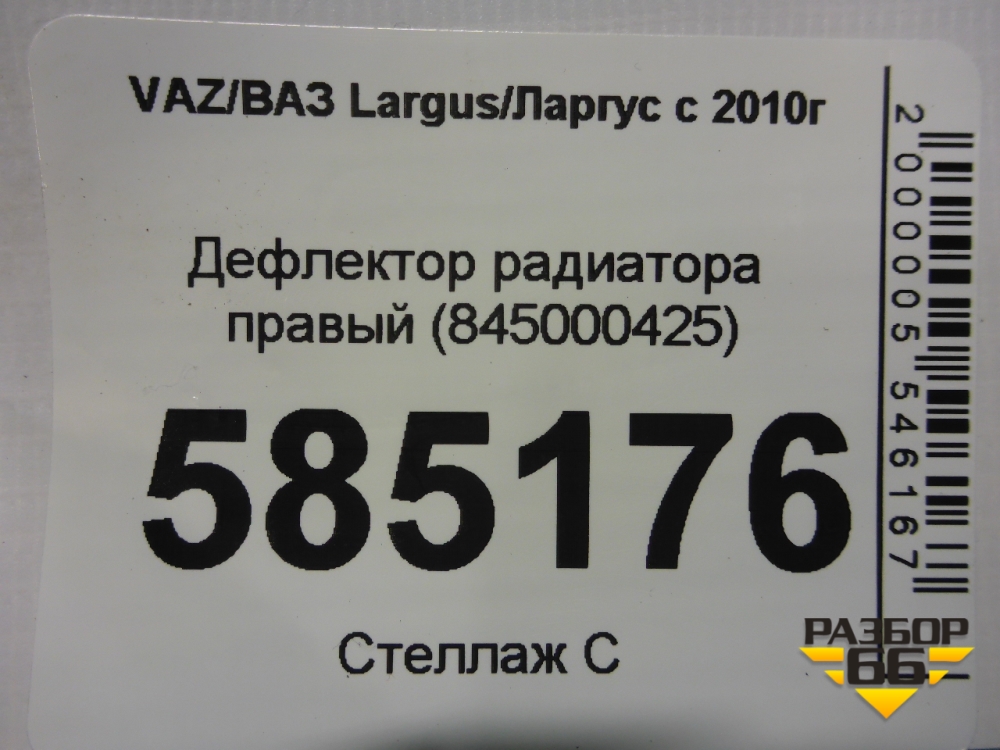 VAZ/ВАЗ Largus/Ларгус с 2010г
Дефлектор радиатора
правый (845000425)
585176
Стеллаж С
2000005546167
РАЗБОР
66